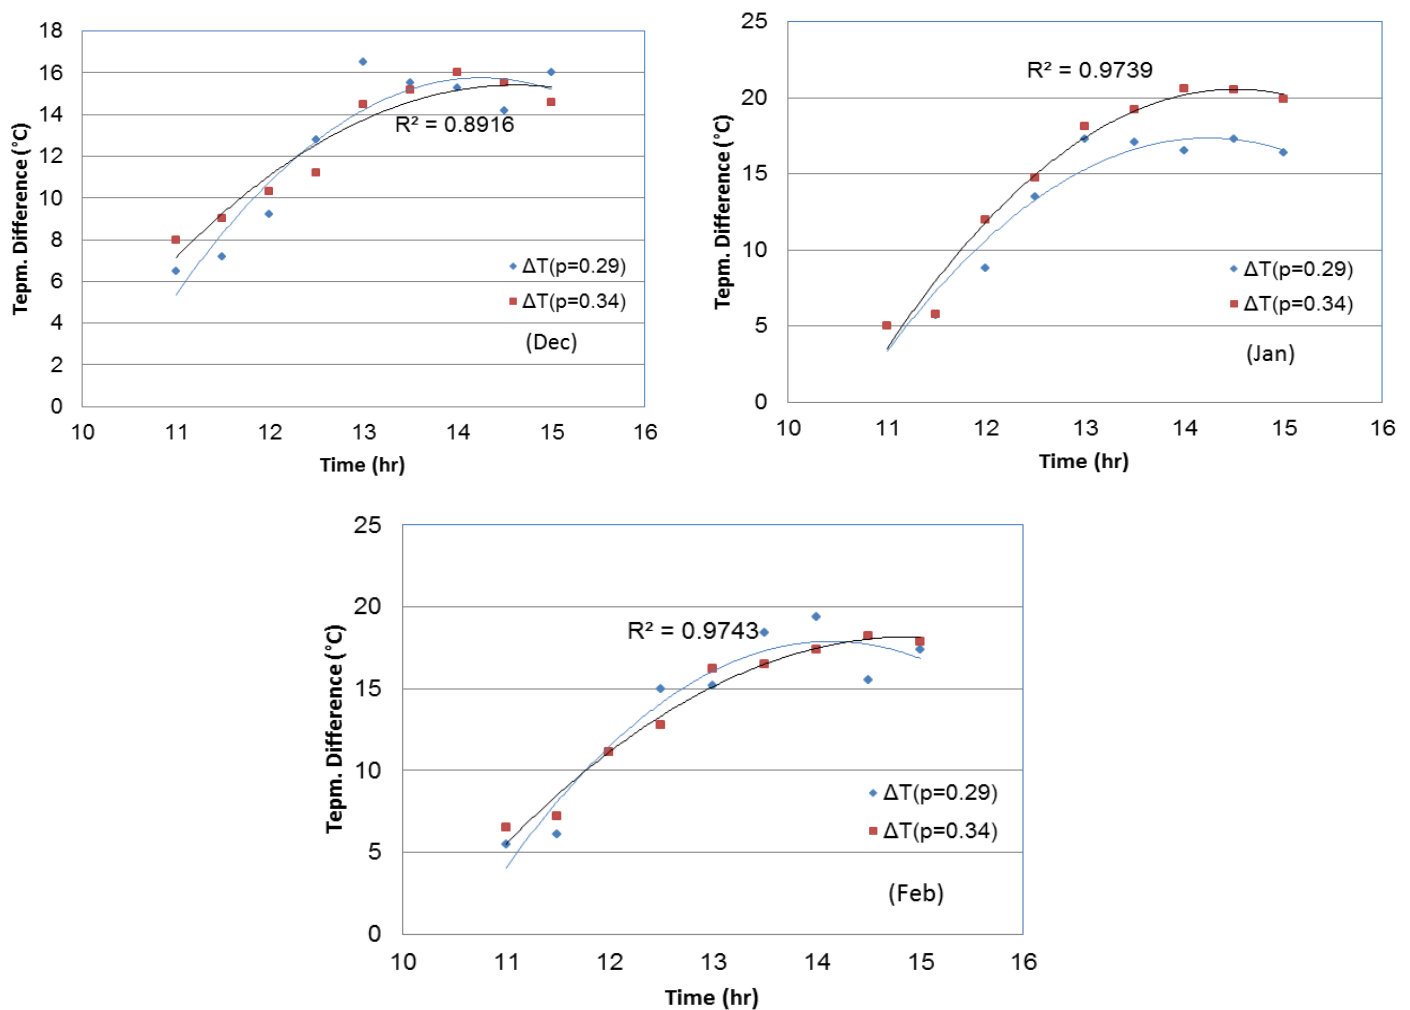 18
16
14
12
10
8
6
4
2
0
Tepm. Difference (°C)
R² = 0.8916
ΔT(p=0.29)
ΔT(p=0.34)
(Dec)
10 11 12 13 14 15 16
Time (hr)
25
20
15
10
5
0
Tepm. Difference (°C)
R² = 0.9739
ΔT(p=0.29)
ΔT(p=0.34)
(Jan)
10 11 12 13 14 15 16
Time (hr)
25
20
15
10
5
0
Tepm. Difference (°C)
R² = 0.9743
ΔT(p=0.29)
ΔT(p=0.34)
(Feb)
10 11 12 13 14 15 16
Time (hr)